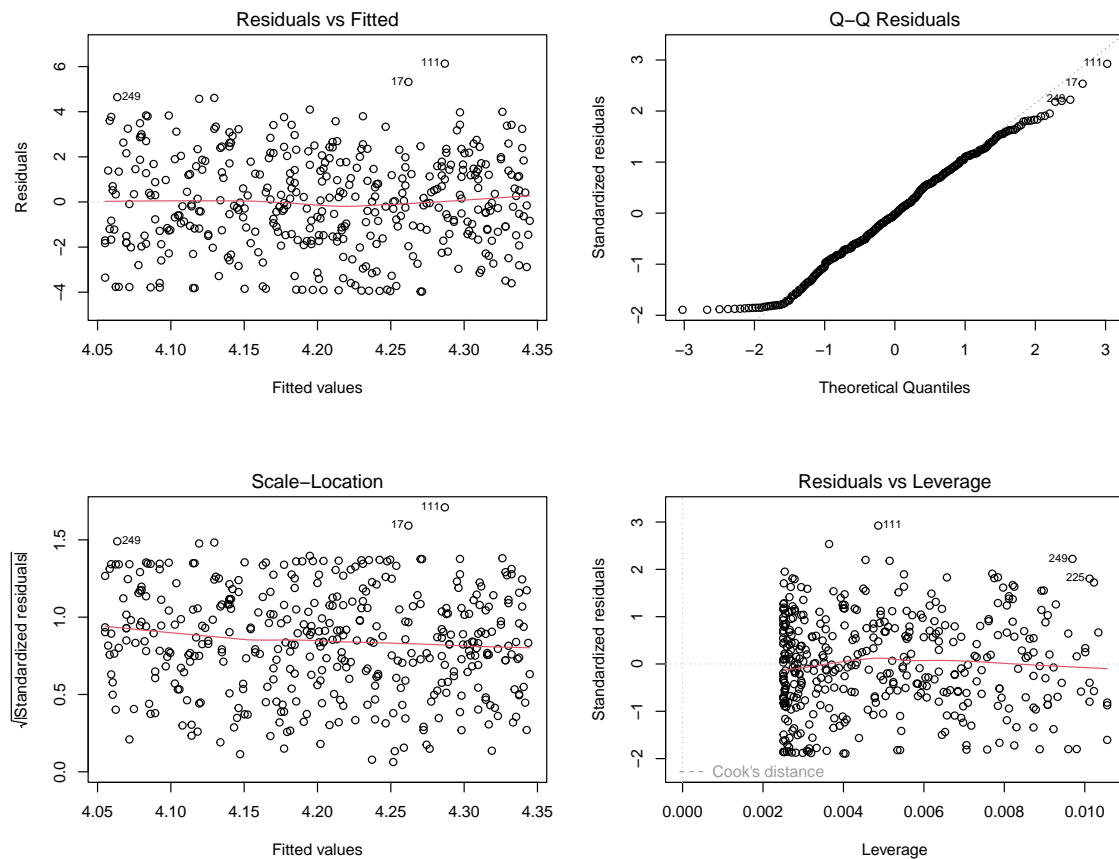 Residuals vs Fitted
Residuals
6
4
2
0
−2
−4
249
17
111
4.05 4.10 4.15 4.20 4.25 4.30 4.35
Fitted values
Q−Q Residuals
Standardized residuals
3
2
1
0
−1
−2
111
17
249
−3 −2 −1 0 1 2 3
Theoretical Quantiles
Scale−Location
√|Standardized residuals|
1.5
1.0
0.5
0.0
249
17
111
4.05 4.10 4.15 4.20 4.25 4.30 4.35
Fitted values
Residuals vs Leverage
Standardized residuals
3
2
1
0
−1
−2
111
249
225
Cook's distance
0.000 0.002 0.004 0.006 0.008 0.010
Leverage